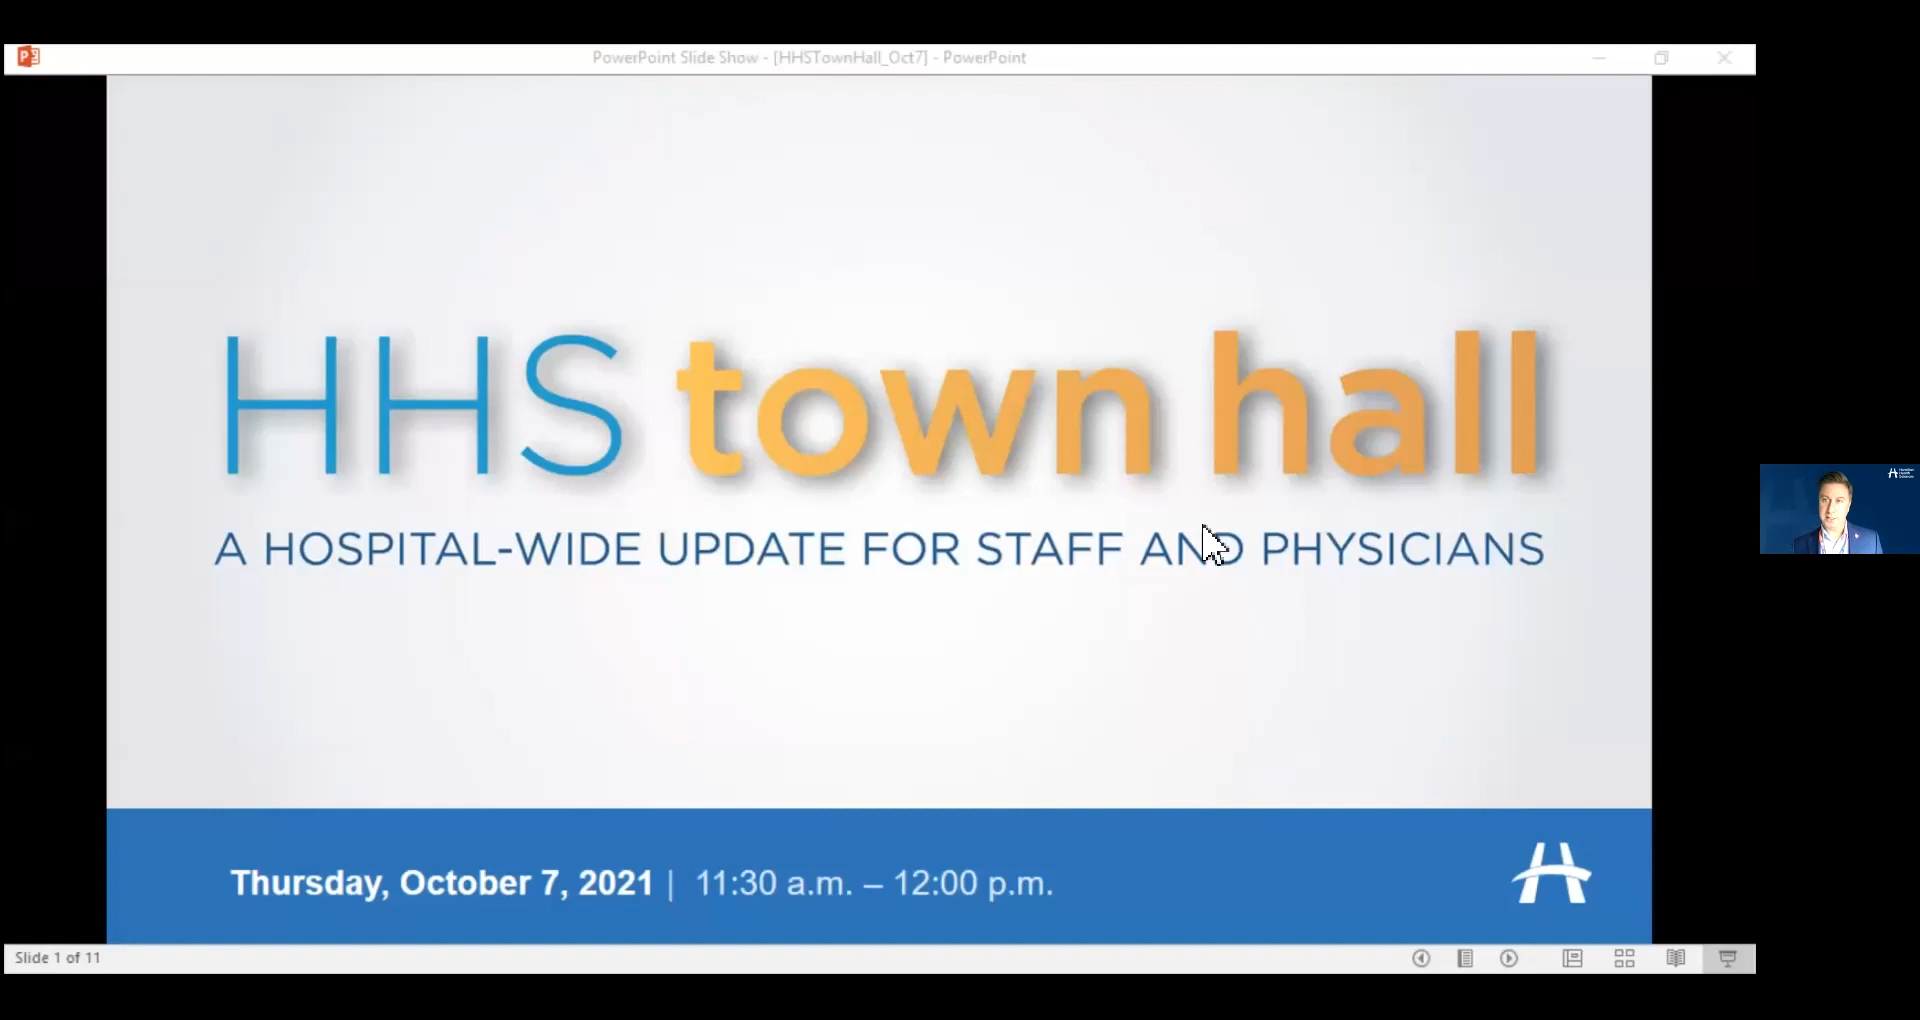 PowerPoint Slide Show - [HHSTownHall_Oct7] - PowerPoint
HHS town hall
A HOSPITAL-WIDE UPDATE FOR STAFF AND PHYSICIANS
Thursday, October 7, 2021 | 11:30 a.m. – 12:00 p.m.
Slide 1 of 11